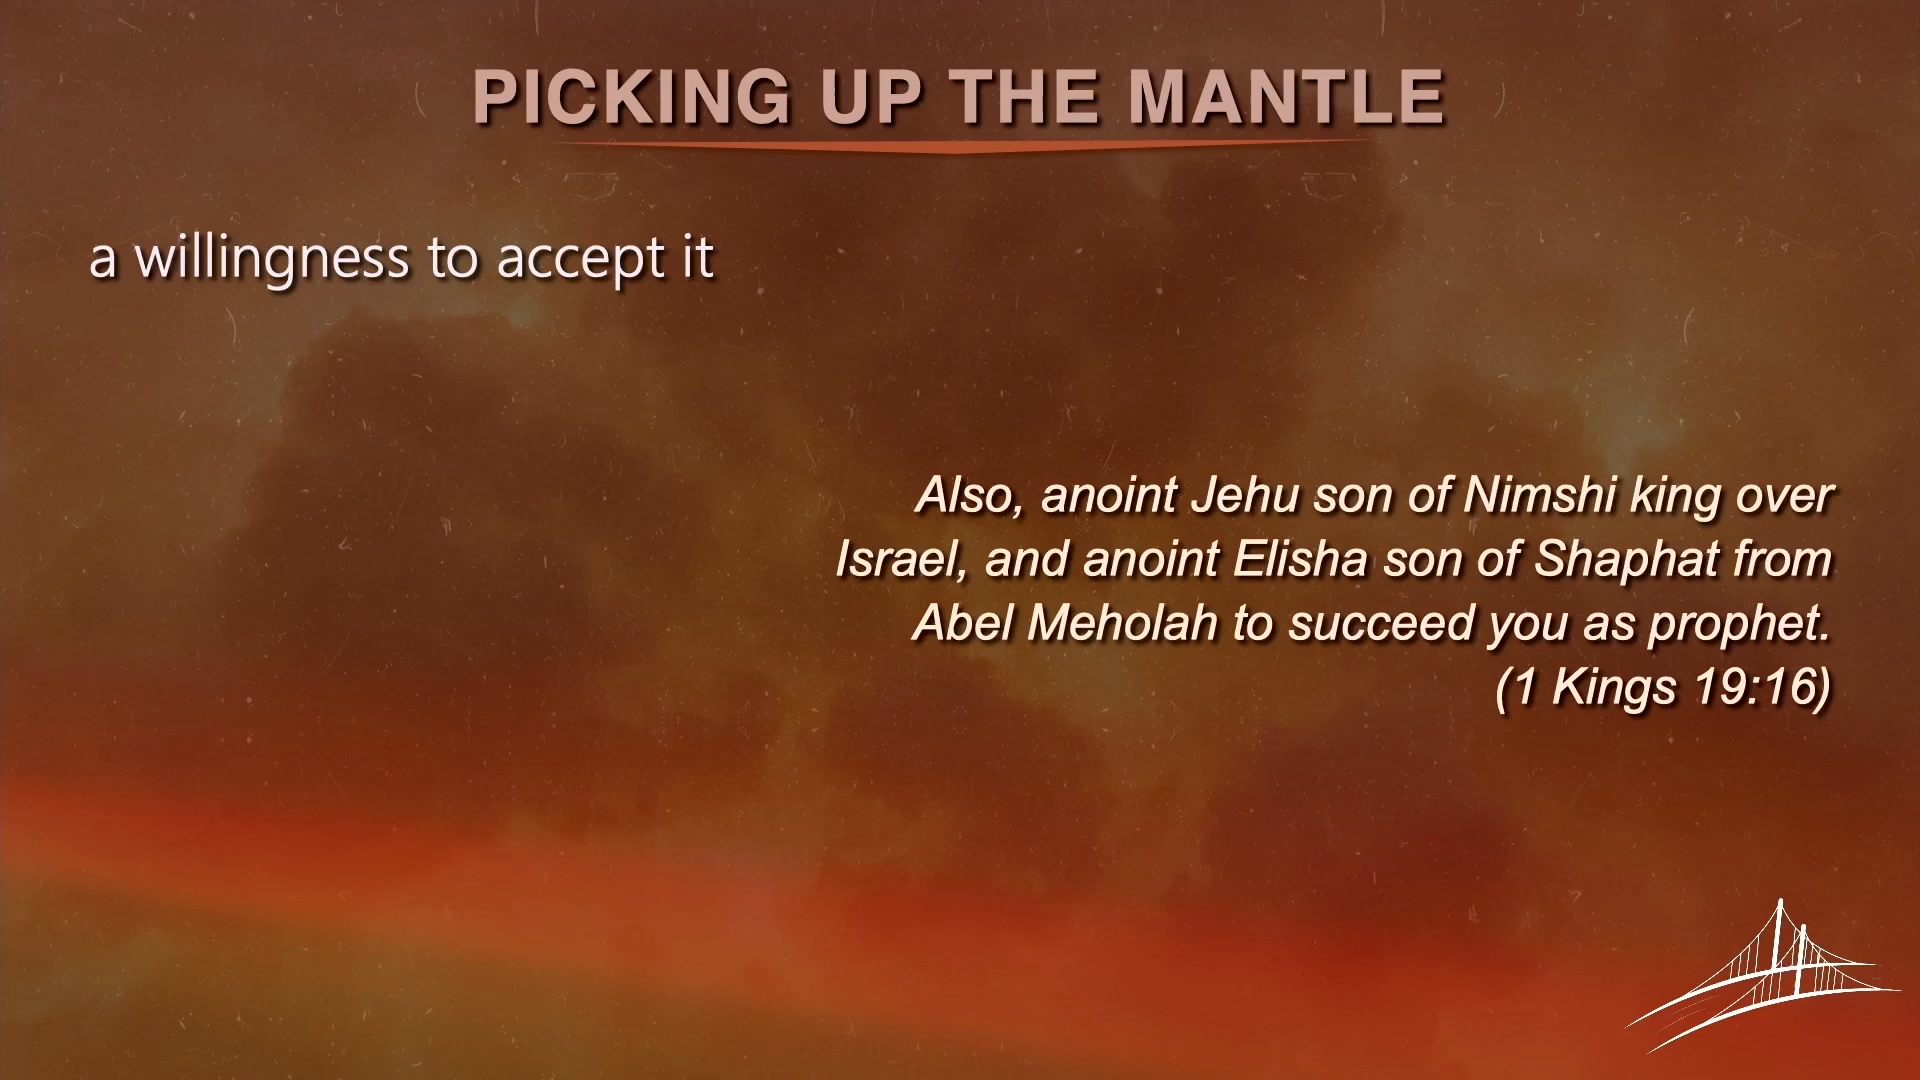 PICKING UP THE MANTLE
a willingness to accept it
Also, anoint Jehu son of Nimshi king over
Israel, and anoint Elisha son of Shaphat from
Abel Meholah to succeed you as prophet.
(1 Kings 19:16)